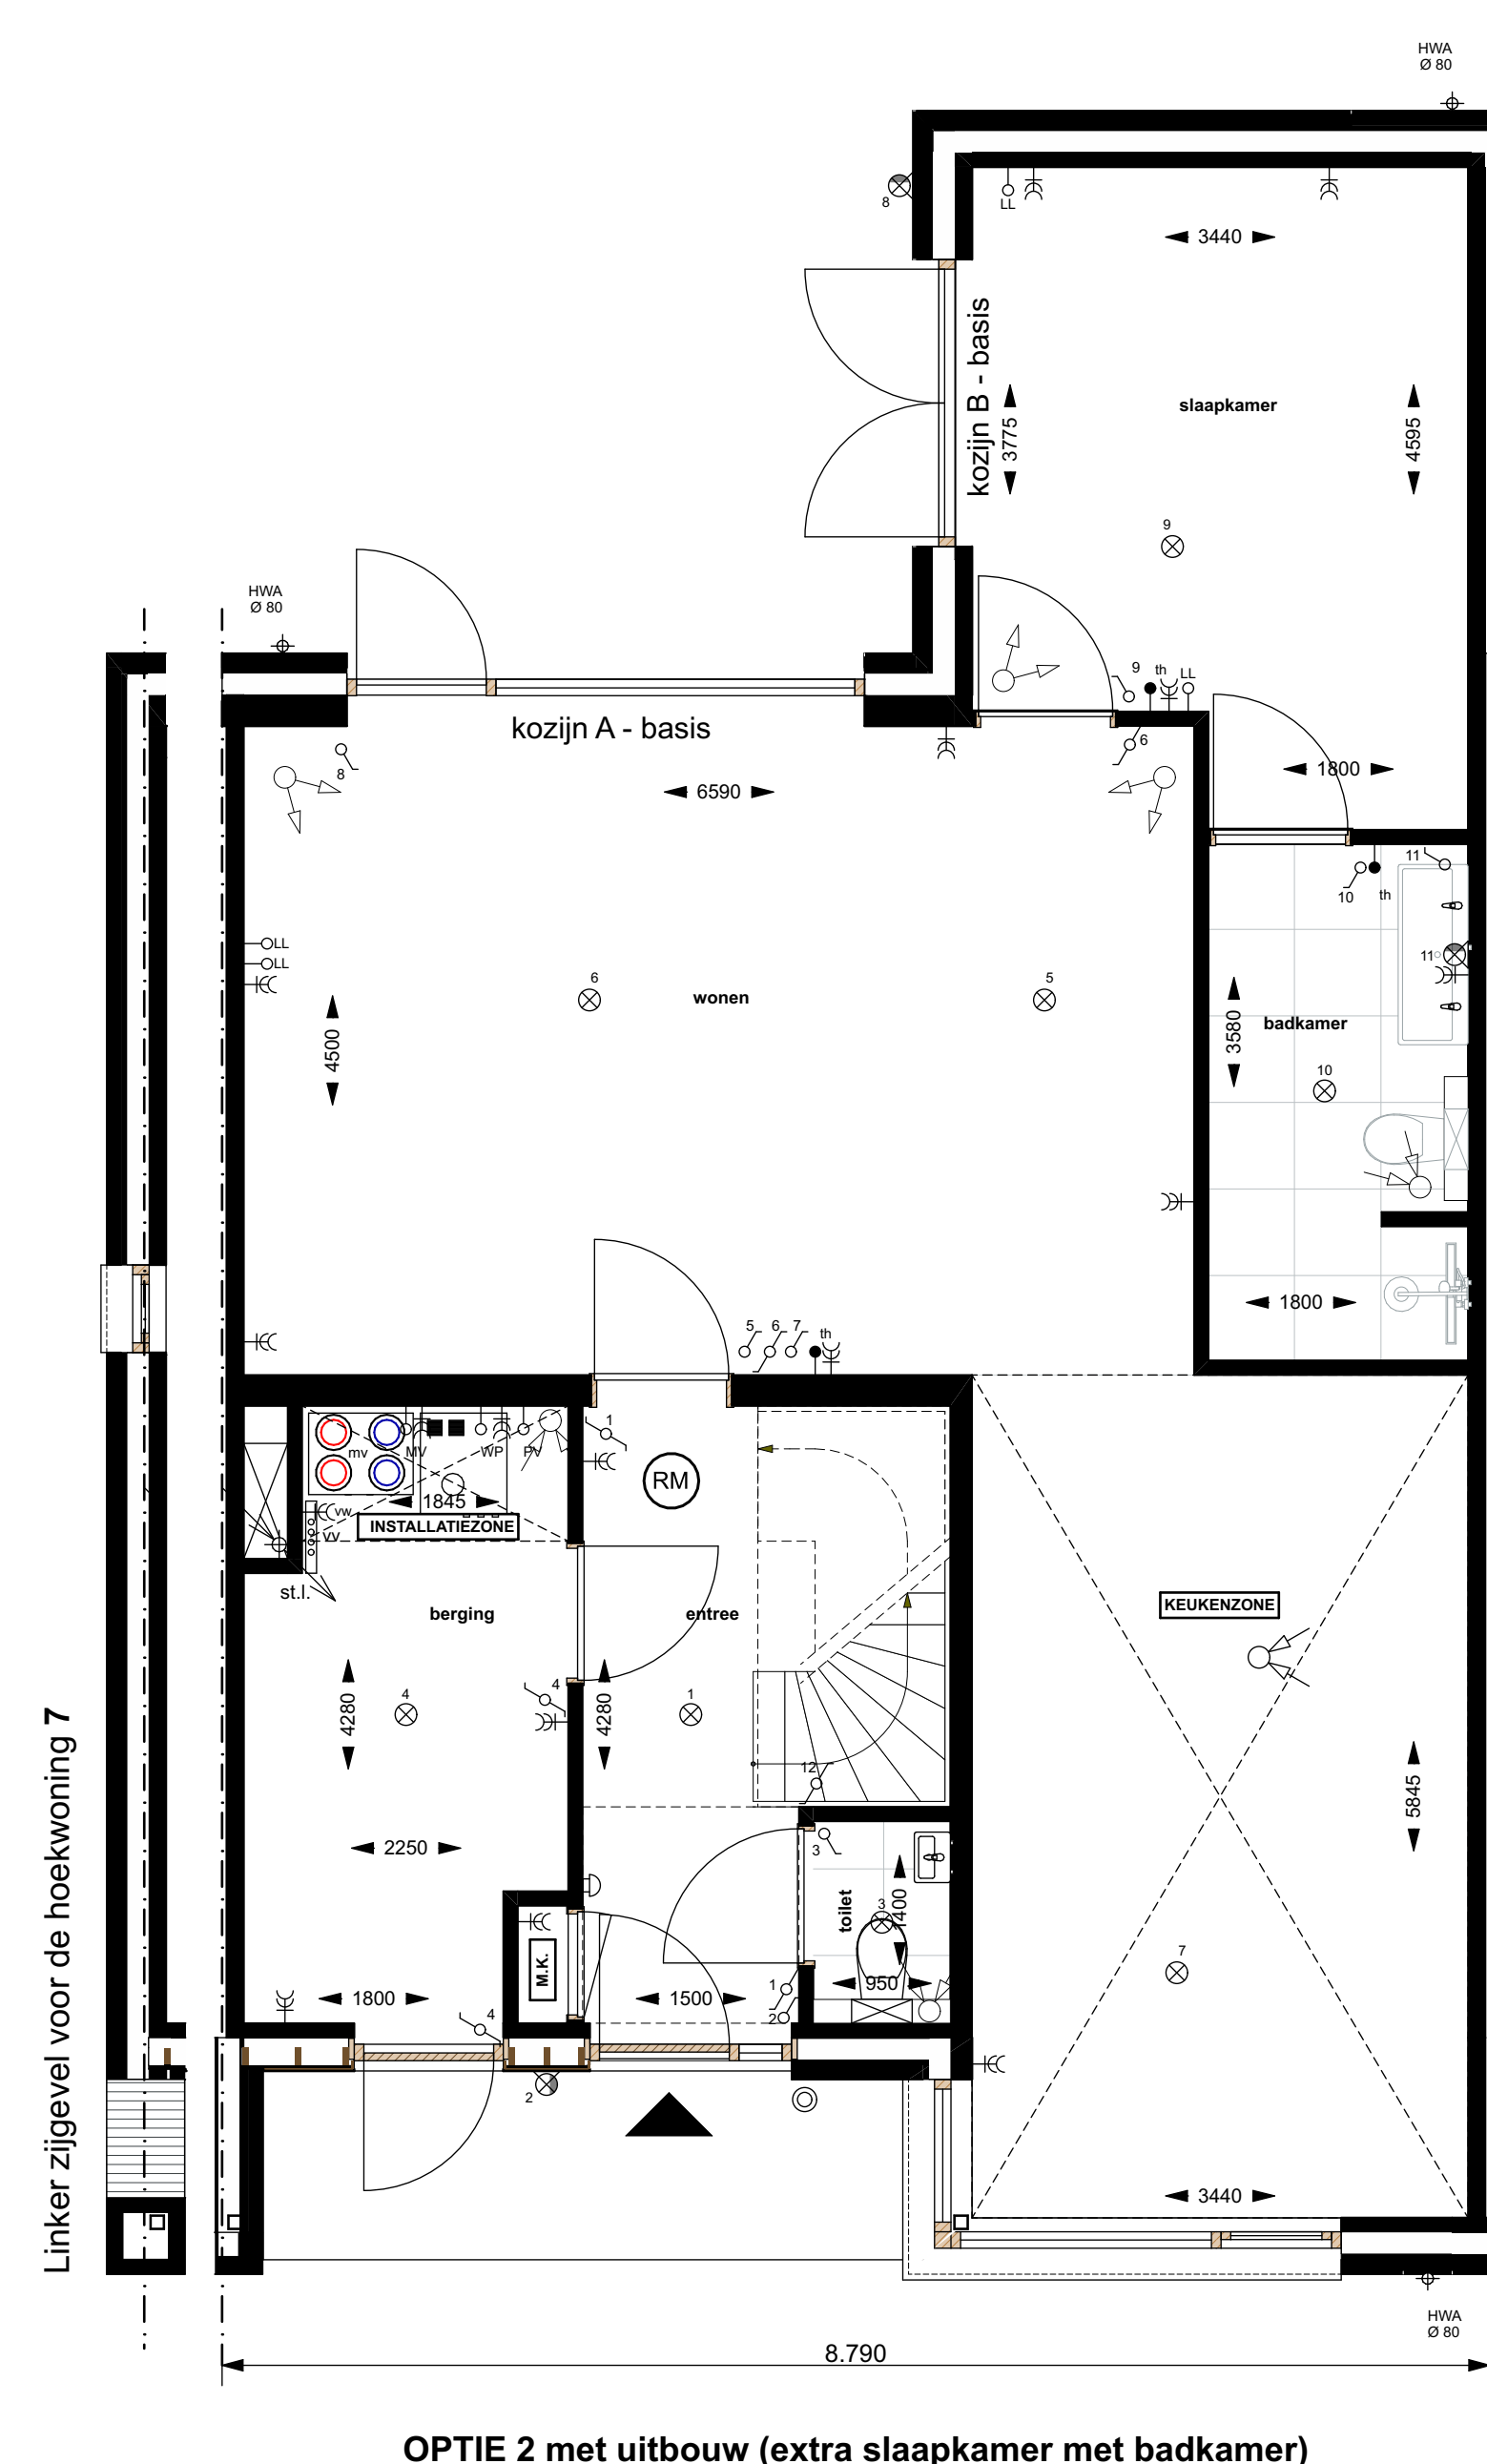 HWA
Ø 80
8
LL
3440
kozijn B - basis
3775
slaapkamer
4595
9
HWA
Ø 80
9
th
LL
kozijn A - basis
8
6
6590
1800
11
10
th
LL
LL
6
wonen
5
11
4500
3580
badkamer
10
1800
5
6
7
th
1
mv
MV
WP
PV
RM
1845
vw
VV
INSTALLATIEZONE
st.l.
berging
entree
KEUKENZONE
4
4280
4
4280
1
12
5845
2250
3
toilet
3
1400
M.K.
7
1800
4
1500
1
2
950
2
Linker zijgevel voor de hoekwoning 7
3440
HWA
Ø 80
8.790
OPTIE 2 met uitbouw (extra slaapkamer met badkamer)